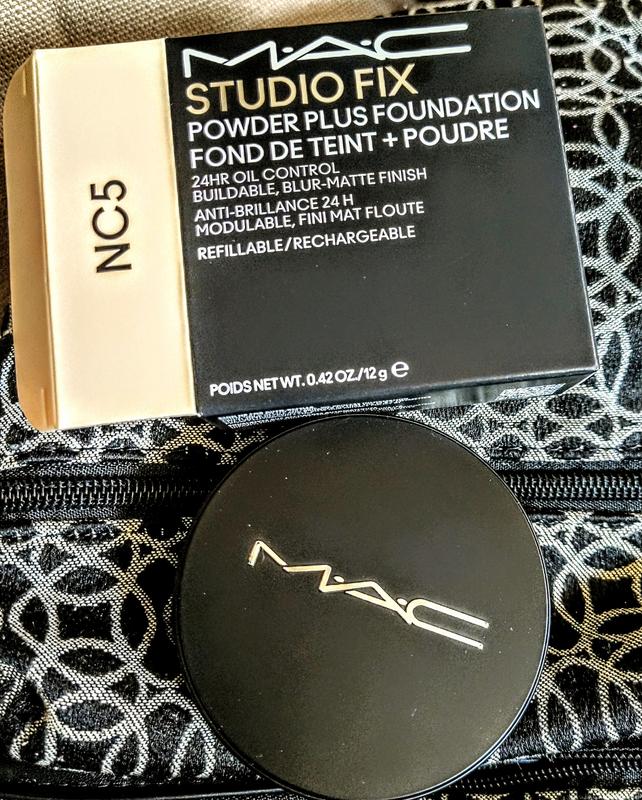 M·A·C
STUDIO FIX
POWDER PLUS FOUNDATION
FOND DE TEINT + POUDRE
24HR OIL CONTROL
BUILDABLE, BLUR-MATTE FINISH
ANTI-BRILLANCE 24 H
MODULABLE, FINI MAT FLOUTE
REFILLABLE/RECHARGEABLE
POIDS NET WT. 0.42 OZ./12 g ℮
NC5
M·A·C